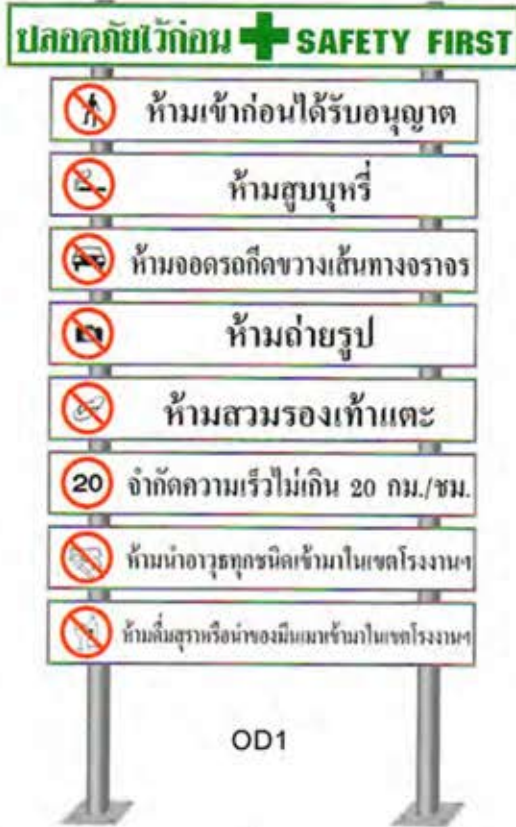 ปลอดภัยไว้ก่อน SAFETY FIRST
ห้ามเข้าก่อนได้รับอนุญาต
ห้ามสูบบุหรี่
ห้ามจอดรถกีดขวางเส้นทางจราจร
ห้ามถ่ายรูป
ห้ามสวมรองเท้าแตะ
20 จำกัดความเร็วไม่เกิน 20 กม./ชม.
ห้ามนำอาวุธทุกชนิดเข้ามาในเขตโรงงานฯ
ห้ามดื่มสุราหรือนำของมึนเมาเข้ามาในเขตโรงงานฯ
OD1